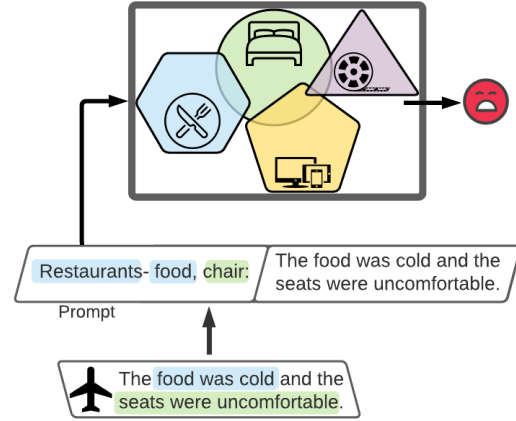 Restaurants- food, chair:
The food was cold and the
seats were uncomfortable.
Prompt
The food was cold and the
seats were uncomfortable.